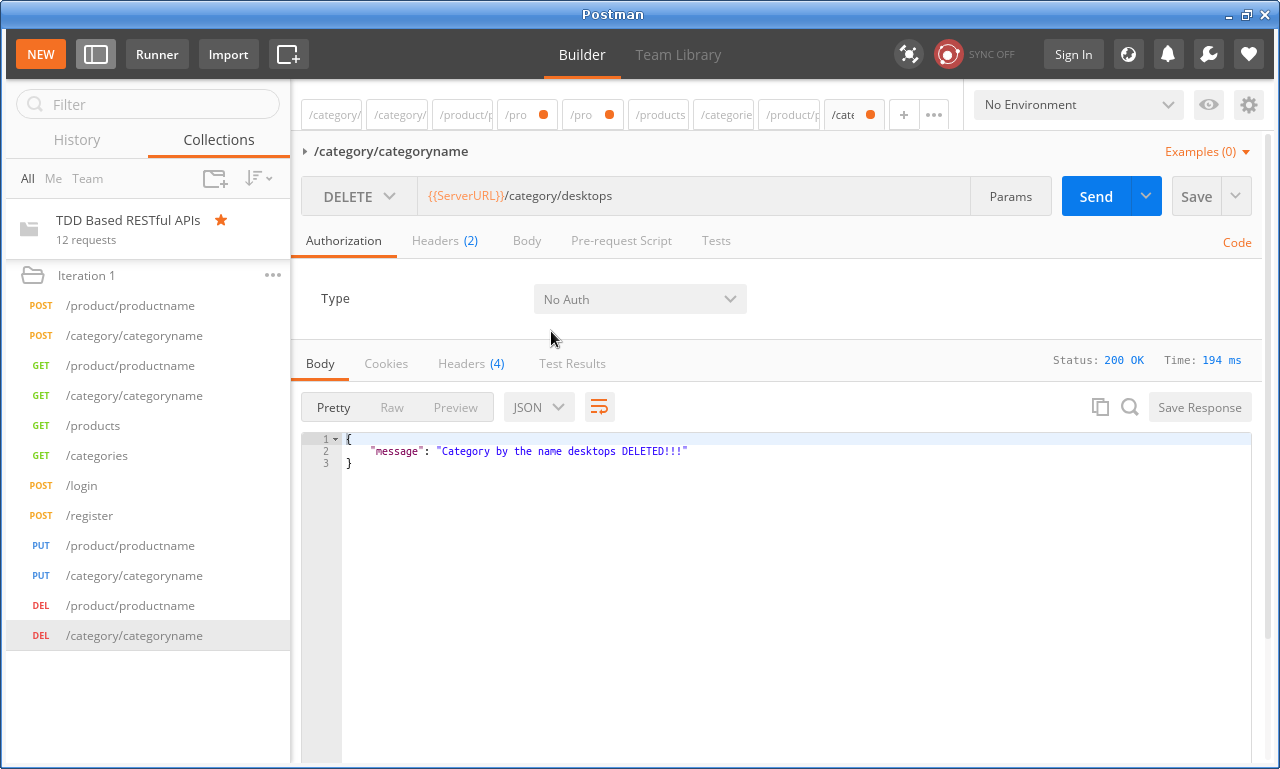 Postman
NEW Runner Import Builder Team Library SYNC OFF Sign In
Filter
History Collections
All Me Team
TDD Based RESTful APIs
12 requests
Iteration 1
POST /product/productname
POST /category/categoryname
GET /product/productname
GET /category/categoryname
GET /products
GET /categories
POST /login
POST /register
PUT /product/productname
PUT /category/categoryname
DEL /product/productname
DEL /category/categoryname
/category/ /category/ /product/p /pro /pro /products /categorie /product/p /cate + •••
No Environment
/category/categoryname Examples (0)
DELETE {{ServerURL}}/category/desktops Params Send Save
Authorization Headers (2) Body Pre-request Script Tests Code
Type No Auth
Body Cookies Headers (4) Test Results Status: 200 OK Time: 194 ms
Pretty Raw Preview JSON Save Response
1 {
2 "message": "Category by the name desktops DELETED!!!"
3 }